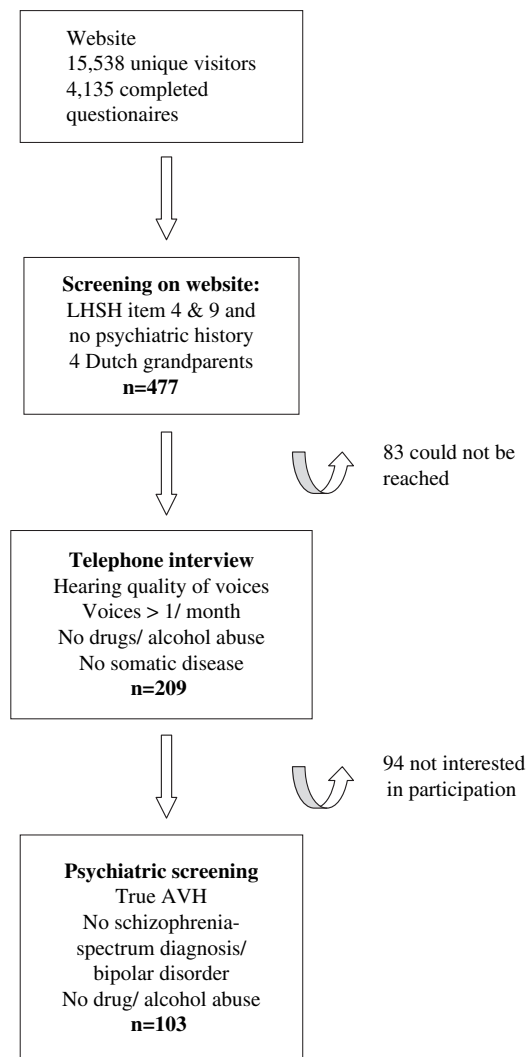 Website
15,538 unique visitors
4,135 completed
questionaires
Screening on website:
LHSH item 4 & 9 and
no psychiatric history
4 Dutch grandparents
n=477
83 could not be
reached
Telephone interview
Hearing quality of voices
Voices > 1/ month
No drugs/ alcohol abuse
No somatic disease
n=209
94 not interested
in participation
Psychiatric screening
True AVH
No schizophrenia-
spectrum diagnosis/
bipolar disorder
No drug/ alcohol abuse
n=103